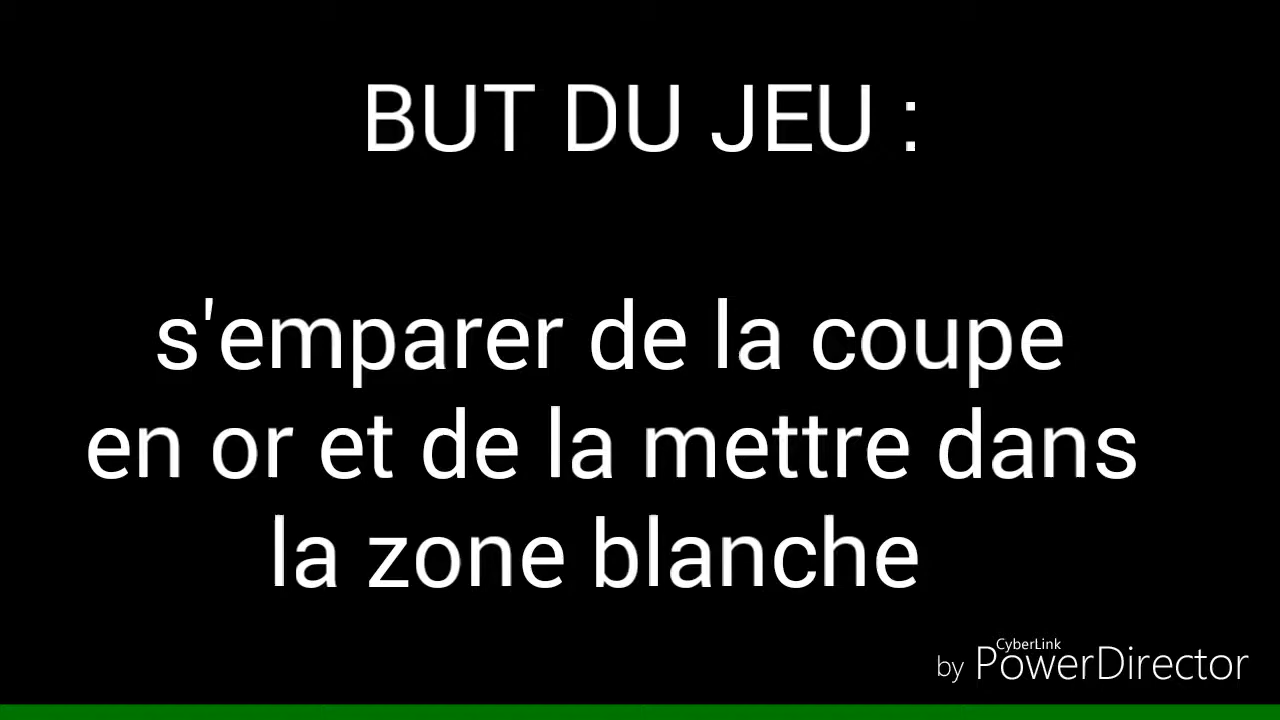 BUT DU JEU :
s'emparer de la coupe
en or et de la mettre dans
la zone blanche
CyberLink
by PowerDirector